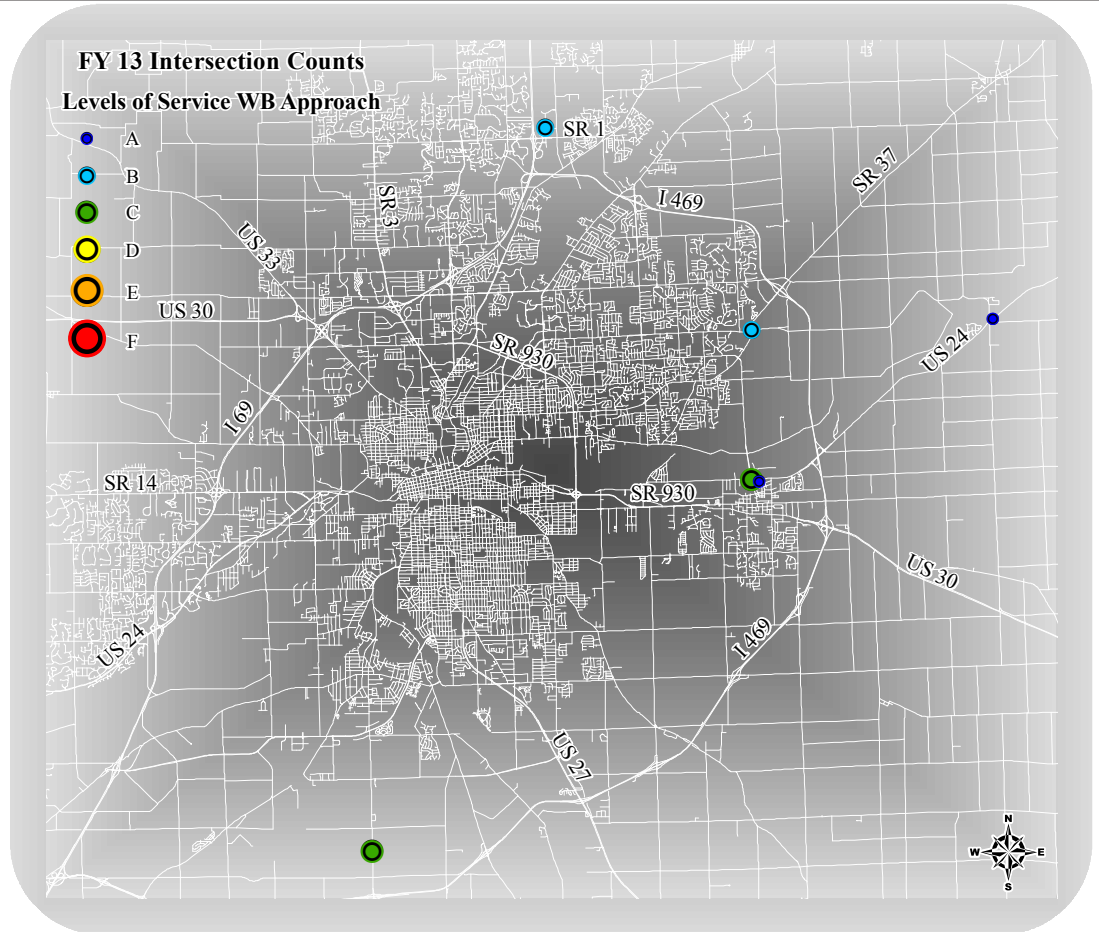 FY 13 Intersection Counts
Levels of Service WB Approach
A
B
C
D
E
F
SR 1
SR 37
I 469
SR 3
US 33
US 30
SR 930
US 24
I 69
SR 14
SR 930
US 30
US 24
I 469
US 27
N
W E
S